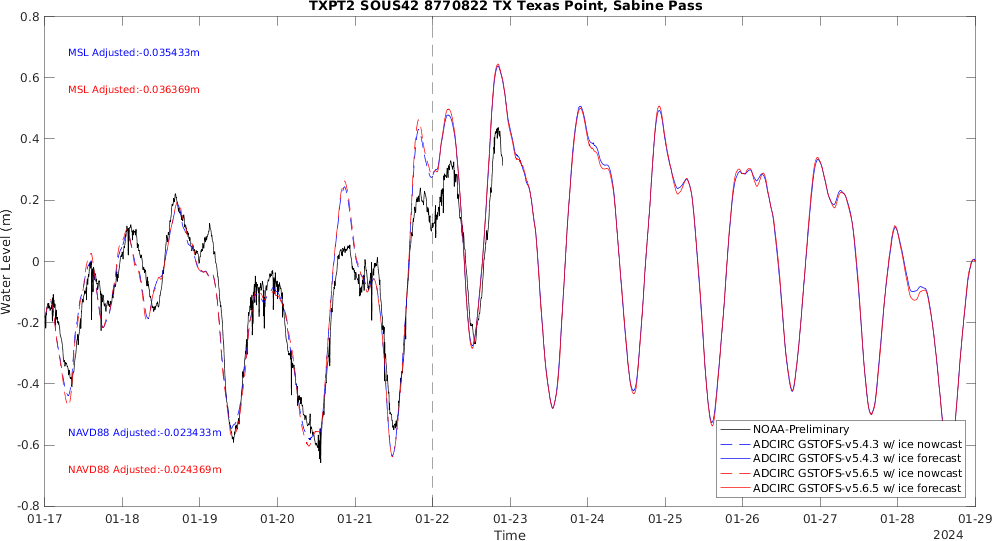 TXPT2 SOUS42 8770822 TX Texas Point, Sabine Pass
Water Level (m)
0.8
0.6
0.4
0.2
0
-0.2
-0.4
-0.6
-0.8
MSL Adjusted:-0.035433m
MSL Adjusted:-0.036369m
NAVD88 Adjusted:-0.023433m
NAVD88 Adjusted:-0.024369m
NOAA-Preliminary
ADCIRC GSTOFS-v5.4.3 w/ ice nowcast
ADCIRC GSTOFS-v5.4.3 w/ ice forecast
ADCIRC GSTOFS-v5.6.5 w/ ice nowcast
ADCIRC GSTOFS-v5.6.5 w/ ice forecast
01-17 01-18 01-19 01-20 01-21 01-22 01-23 01-24 01-25 01-26 01-27 01-28 01-29
Time
2024